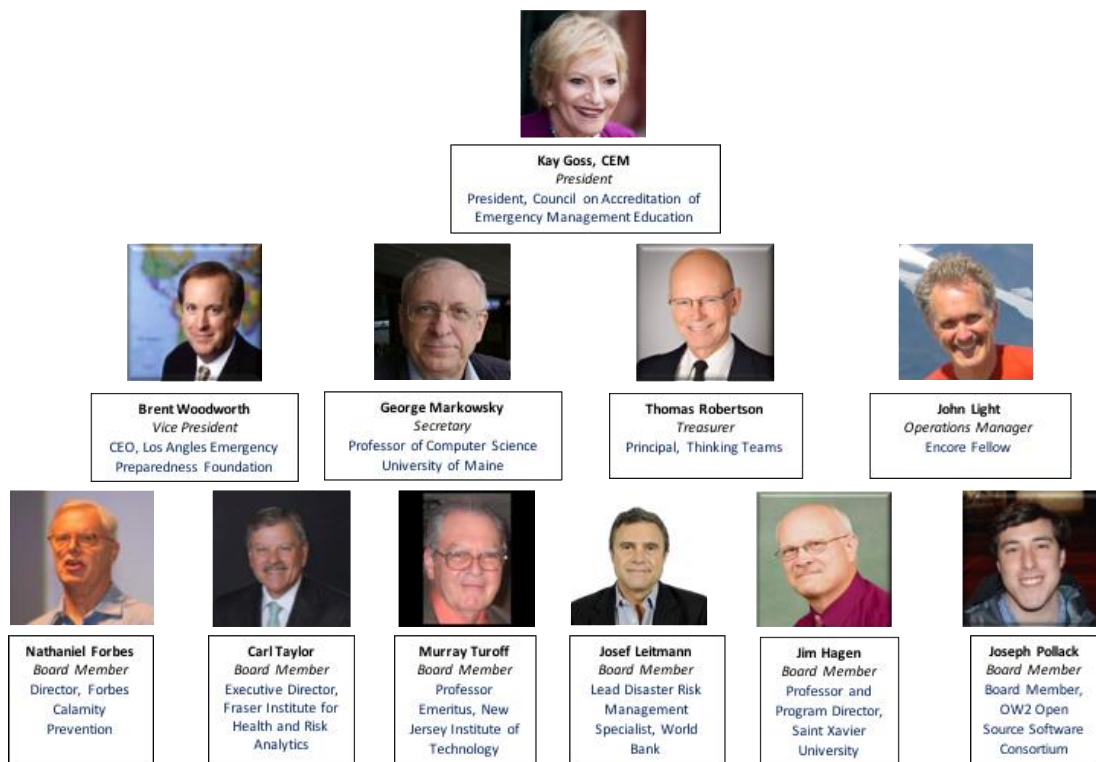 Kay Goss, CEM
President
President, Council on Accreditation of
Emergency Management Education
Brent Woodworth
Vice President
CEO, Los Angles Emergency
Preparedness Foundation
George Markowsky
Secretary
Professor of Computer Science
University of Maine
Thomas Robertson
Treasurer
Principal, Thinking Teams
John Light
Operations Manager
Encore Fellow
Nathaniel Forbes
Board Member
Director, Forbes
Calamity
Prevention
Carl Taylor
Board Member
Executive Director,
Fraser Institute for
Health and Risk
Analytics
Murray Turoff
Board Member
Professor
Emeritus, New
Jersey Institute of
Technology
Josef Leitmann
Board Member
Lead Disaster Risk
Management
Specialist, World
Bank
Jim Hagen
Board Member
Professor and
Program Director,
Saint Xavier
University
Joseph Pollack
Board Member
Board Member,
OW2 Open
Source Software
Consortium